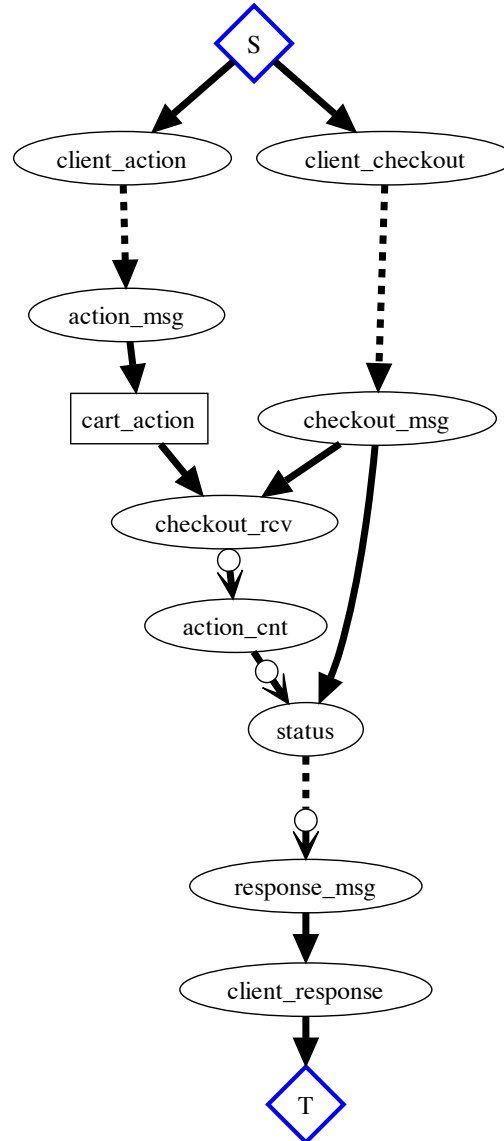 S
client_action
client_checkout
action_msg
cart_action
checkout_msg
checkout_rcv
action_cnt
status
response_msg
client_response
T